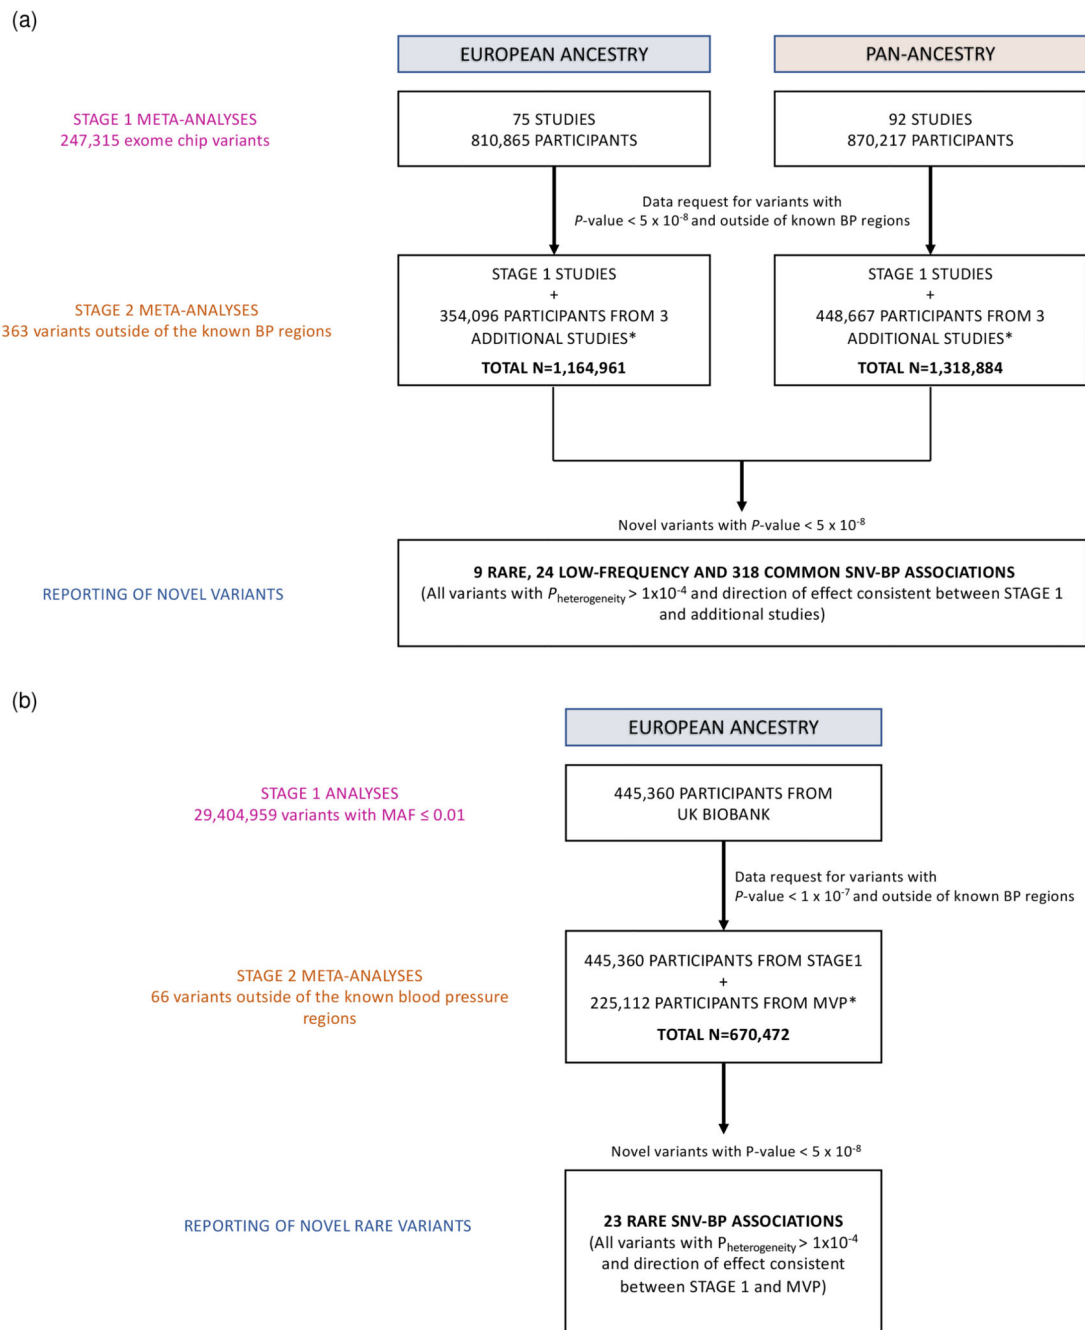 (a)
EUROPEAN ANCESTRY
PAN-ANCESTRY
STAGE 1 META-ANALYSES
247,315 exome chip variants
75 STUDIES
810,865 PARTICIPANTS
92 STUDIES
870,217 PARTICIPANTS
Data request for variants with
P-value < 5 x 10⁻⁸ and outside of known BP regions
STAGE 2 META-ANALYSES
363 variants outside of the known BP regions
STAGE 1 STUDIES
+
354,096 PARTICIPANTS FROM 3
ADDITIONAL STUDIES*
TOTAL N=1,164,961
STAGE 1 STUDIES
+
448,667 PARTICIPANTS FROM 3
ADDITIONAL STUDIES*
TOTAL N=1,318,884
Novel variants with P-value < 5 x 10⁻⁸
REPORTING OF NOVEL VARIANTS
9 RARE, 24 LOW-FREQUENCY AND 318 COMMON SNV-BP ASSOCIATIONS
(All variants with Pheterogeneity > 1x10⁻⁴ and direction of effect consistent between STAGE 1
and additional studies)
(b)
EUROPEAN ANCESTRY
STAGE 1 ANALYSES
29,404,959 variants with MAF ≤ 0.01
445,360 PARTICIPANTS FROM
UK BIOBANK
Data request for variants with
P-value < 1 x 10⁻⁷ and outside of known BP regions
STAGE 2 META-ANALYSES
66 variants outside of the known blood pressure
regions
445,360 PARTICIPANTS FROM STAGE1
+
225,112 PARTICIPANTS FROM MVP*
TOTAL N=670,472
Novel variants with P-value < 5 x 10⁻⁸
REPORTING OF NOVEL RARE VARIANTS
23 RARE SNV-BP ASSOCIATIONS
(All variants with Pheterogeneity > 1x10⁻⁴
and direction of effect consistent
between STAGE 1 and MVP)